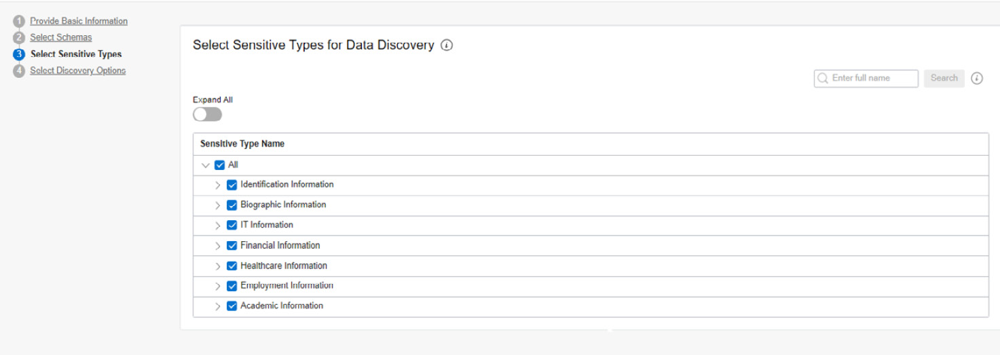 1 Provide Basic Information
2 Select Schemas
3 Select Sensitive Types
4 Select Discovery Options
Select Sensitive Types for Data Discovery i
Enter full name Search i
Expand All
Sensitive Type Name
All
Identification Information
Biographic Information
IT Information
Financial Information
Healthcare Information
Employment Information
Academic Information